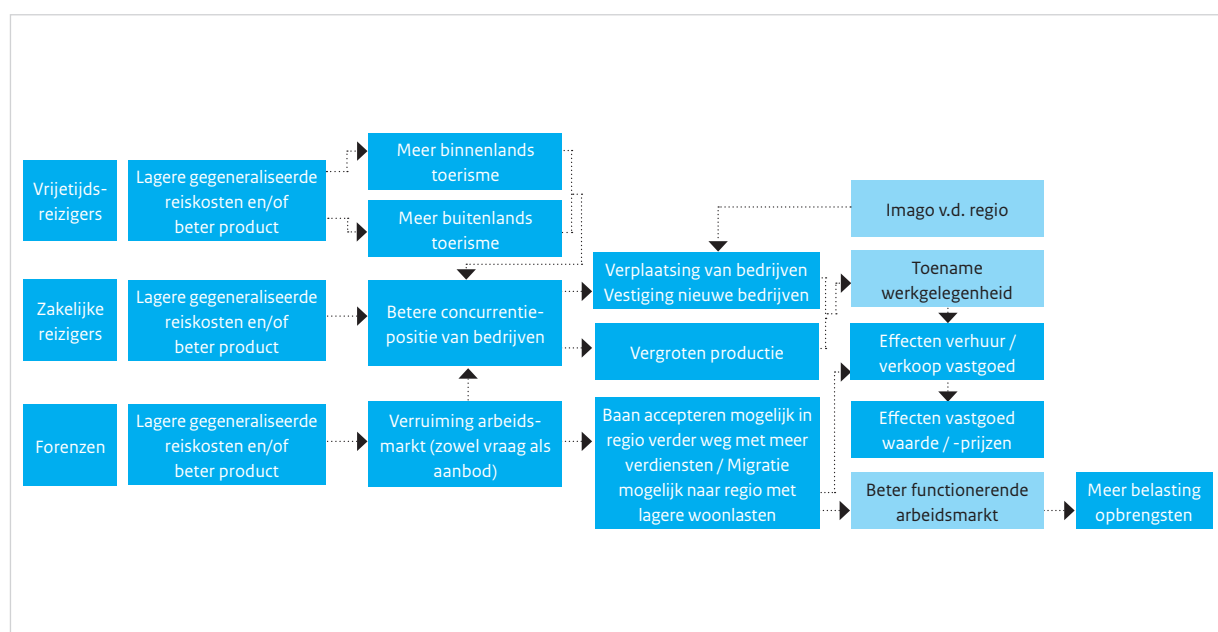 Vrijetijds-
reizigers
Lagere gegeneraliseerde
reiskosten en/of
beter product
Meer binnenlands
toerisme
Meer buitenlands
toerisme
Imago v.d. regio
Zakelijke
reizigers
Lagere gegeneraliseerde
reiskosten en/of
beter product
Betere concurrentie-
positie van bedrijven
Verplaatsing van bedrijven
Vestiging nieuwe bedrijven
Vergroten productie
Toename
werkgelegenheid
Effecten verhuur /
verkoop vastgoed
Effecten vastgoed
waarde / -prijzen
Forenzen
Lagere gegeneraliseerde
reiskosten en/of
beter product
Verruiming arbeids-
markt (zowel vraag als
aanbod)
Baan accepteren mogelijk in
regio verder weg met meer
verdiensten / Migratie
mogelijk naar regio met
lagere woonlasten
Beter functionerende
arbeidsmarkt
Meer belasting
opbrengsten